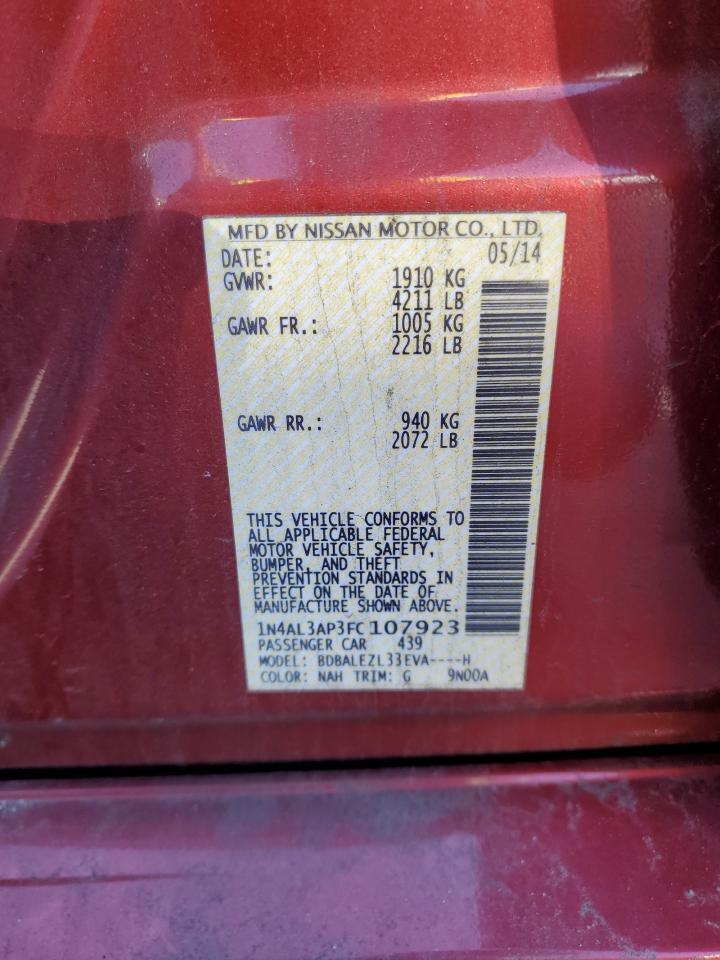 MFD BY NISSAN MOTOR CO., LTD.
DATE: 05/14
GVWR: 1910 KG
4211 LB
GAWR FR.: 1005 KG
2216 LB
GAWR RR.: 940 KG
2072 LB
THIS VEHICLE CONFORMS TO
ALL APPLICABLE FEDERAL
MOTOR VEHICLE SAFETY,
BUMPER, AND THEFT
PREVENTION STANDARDS IN
EFFECT ON THE DATE OF
MANUFACTURE SHOWN ABOVE.
1N4AL3AP3FC107923
PASSENGER CAR 439
MODEL: BDBALEZL33EVA----H
COLOR: NAH TRIM: G 9N00A